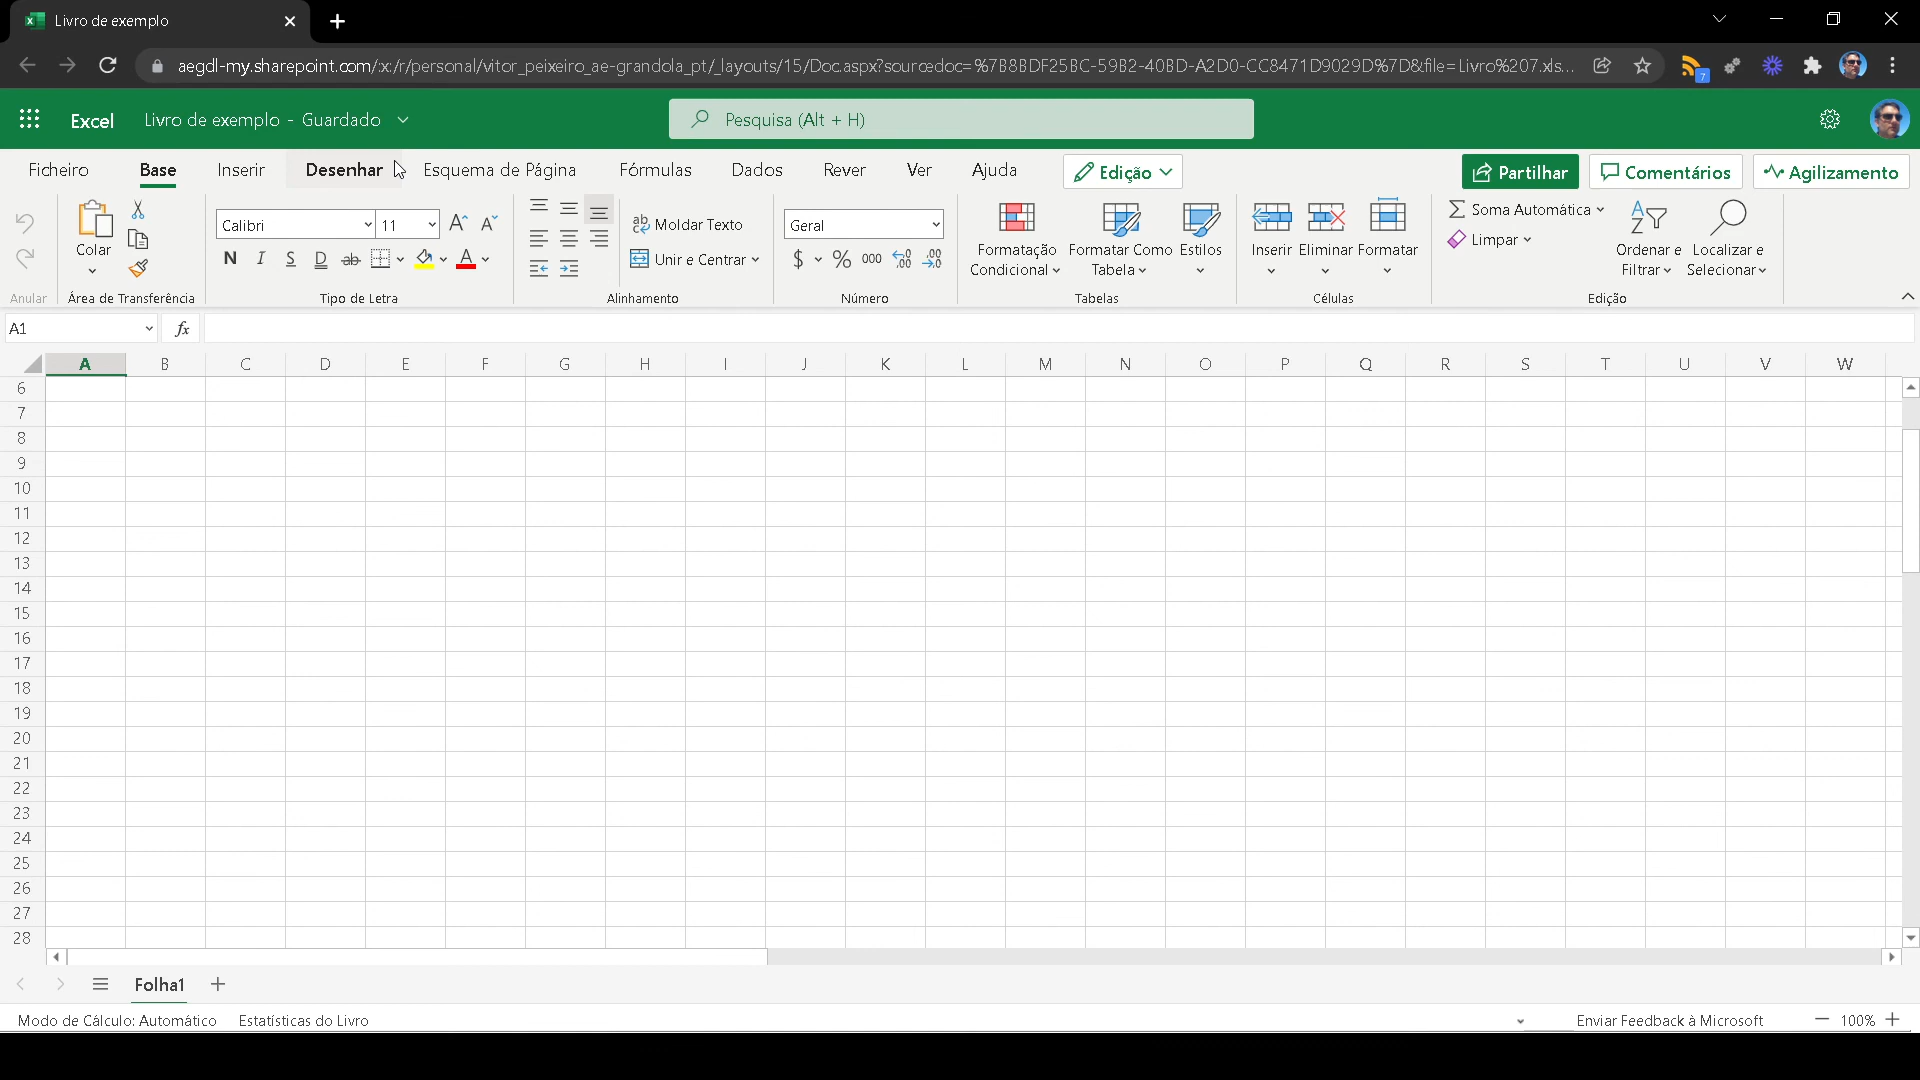 Livro de exemplo
aegdl-my.sharepoint.com/:x:/r/personal/vitor_peixeiro_ae-grandola_pt/_layouts/15/Doc.aspx?sourcedoc=%7B8BDF25BC-59B2-40BD-A2D0-CC8471D9029D%7D&file=Livro%207.xls...
7
Excel Livro de exemplo - Guardado Pesquisa (Alt + H)
Ficheiro Base Inserir Desenhar Esquema de Página Fórmulas Dados Rever Ver Ajuda Edição Partilhar Comentários Agilizamento
Calibri 11 Moldar Texto Geral Soma Automática
Colar Formatação Condicional Formatar Como Tabela Estilos Inserir Eliminar Formatar Limpar Ordenar e Filtrar Localizar e Selecionar
N I S D ab A Unir e Centrar $ % 000
Anular Área de Transferência Tipo de Letra Alinhamento Número Tabelas Células Edição
A1 fx
A B C D E F G H I J K L M N O P Q R S T U V W
6
7
8
9
10
11
12
13
14
15
16
17
18
19
20
21
22
23
24
25
26
27
28
Folha1
Modo de Cálculo: Automático Estatísticas do Livro Enviar Feedback à Microsoft 100%